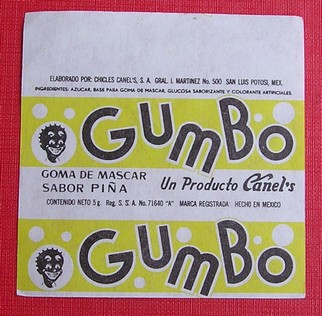 ELABORADO POR: CHICLES CANEL'S, S. A. GRAL. I. MARTINEZ No. 500 SAN LUIS POTOSI, MEX,
INGREDIENTES: AZUCAR, BASE PARA GOMA DE MASCAR, GLUCOSA SABORIZANTE Y COLORANTE ARTIFICIALES.
GUMBO
GOMA DE MASCAR
SABOR PIÑA
Un Producto Canel's
CONTENIDO NETO 5 g. Reg. S. S. A. No. 71640 "A" MARCA REGISTRADA HECHO EN MEXICO
GUMBO